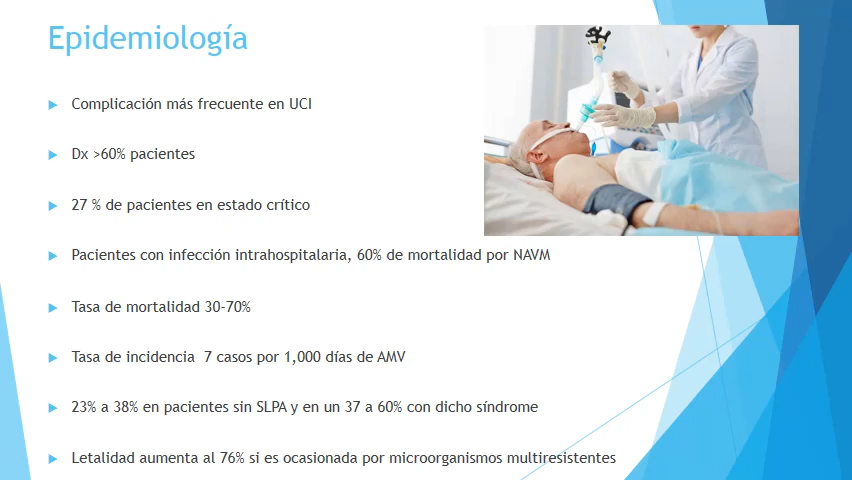 Epidemiología
Complicación más frecuente en UCI
Dx >60% pacientes
27 % de pacientes en estado crítico
Pacientes con infección intrahospitalaria, 60% de mortalidad por NAVM
Tasa de mortalidad 30-70%
Tasa de incidencia  7 casos por 1,000 días de AMV
23% a 38% en pacientes sin SLPA y en un 37 a 60% con dicho síndrome
Letalidad aumenta al 76% si es ocasionada por microorganismos multiresistentes